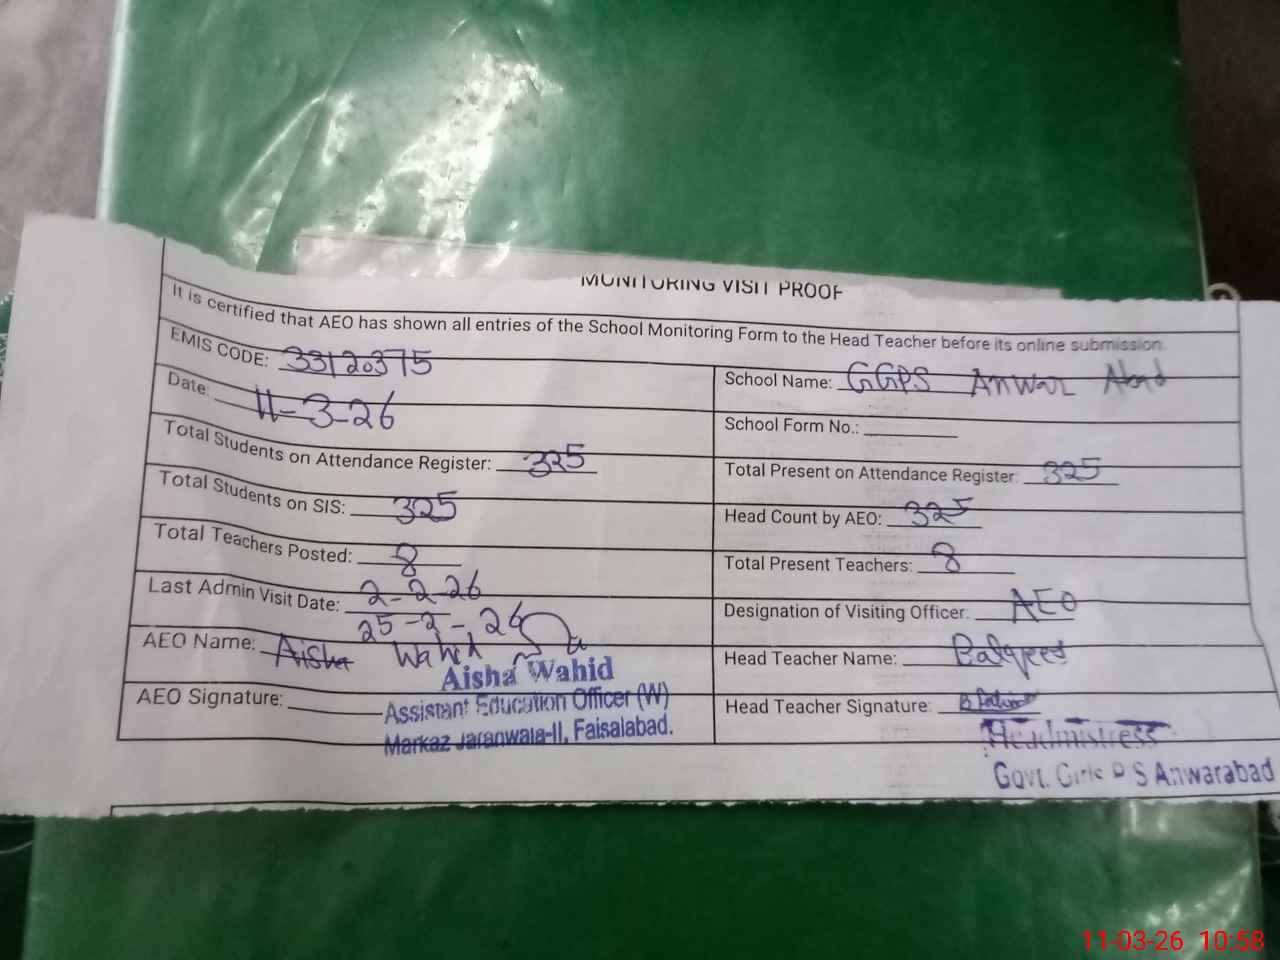 MONITORING VISIT PROOF
It is certified that AEO has shown all entries of the School Monitoring Form to the Head Teacher before its online submission.
EMIS CODE: 33120375
School Name: GGPS Anwar Abad
Date: 11-3-26
School Form No.:
Total Students on Attendance Register: 325
Total Present on Attendance Register: 325
Total Students on SIS: 325
Head Count by AEO: 325
Total Teachers Posted: 8
Total Present Teachers: 8
Last Admin Visit Date: 2-2-26
25-2-26
Designation of Visiting Officer: AEO
AEO Name: Aisha Wahid
Head Teacher Name: Balqees
Aisha Wahid
AEO Signature:
Assistant Education Officer (W)
Markaz Jaranwala-II, Faisalabad.
Head Teacher Signature:
Headmistress
Govt. Girls P S Anwarabad
11-03-26 10:58